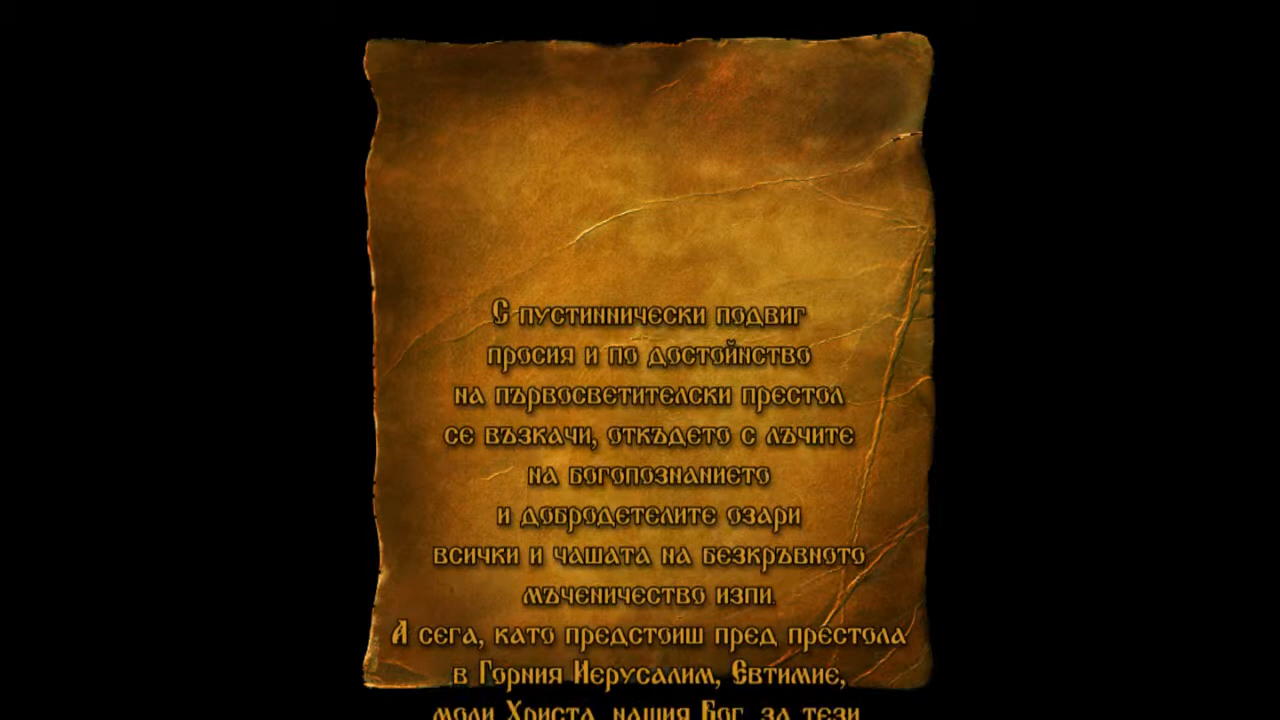 С пустиннически подвиг
просия и по достойнство
на първосветителски престол
се възкачи, откъдето с лъчите
на богопознанието
и добродетелите озари
всички и чашата на безкръвното
мъченичество изпи.
А сега, като предстоиш пред престола
в Горния Иерусалим, Евтимие,
моли Христа, нашия Бог, за тези,